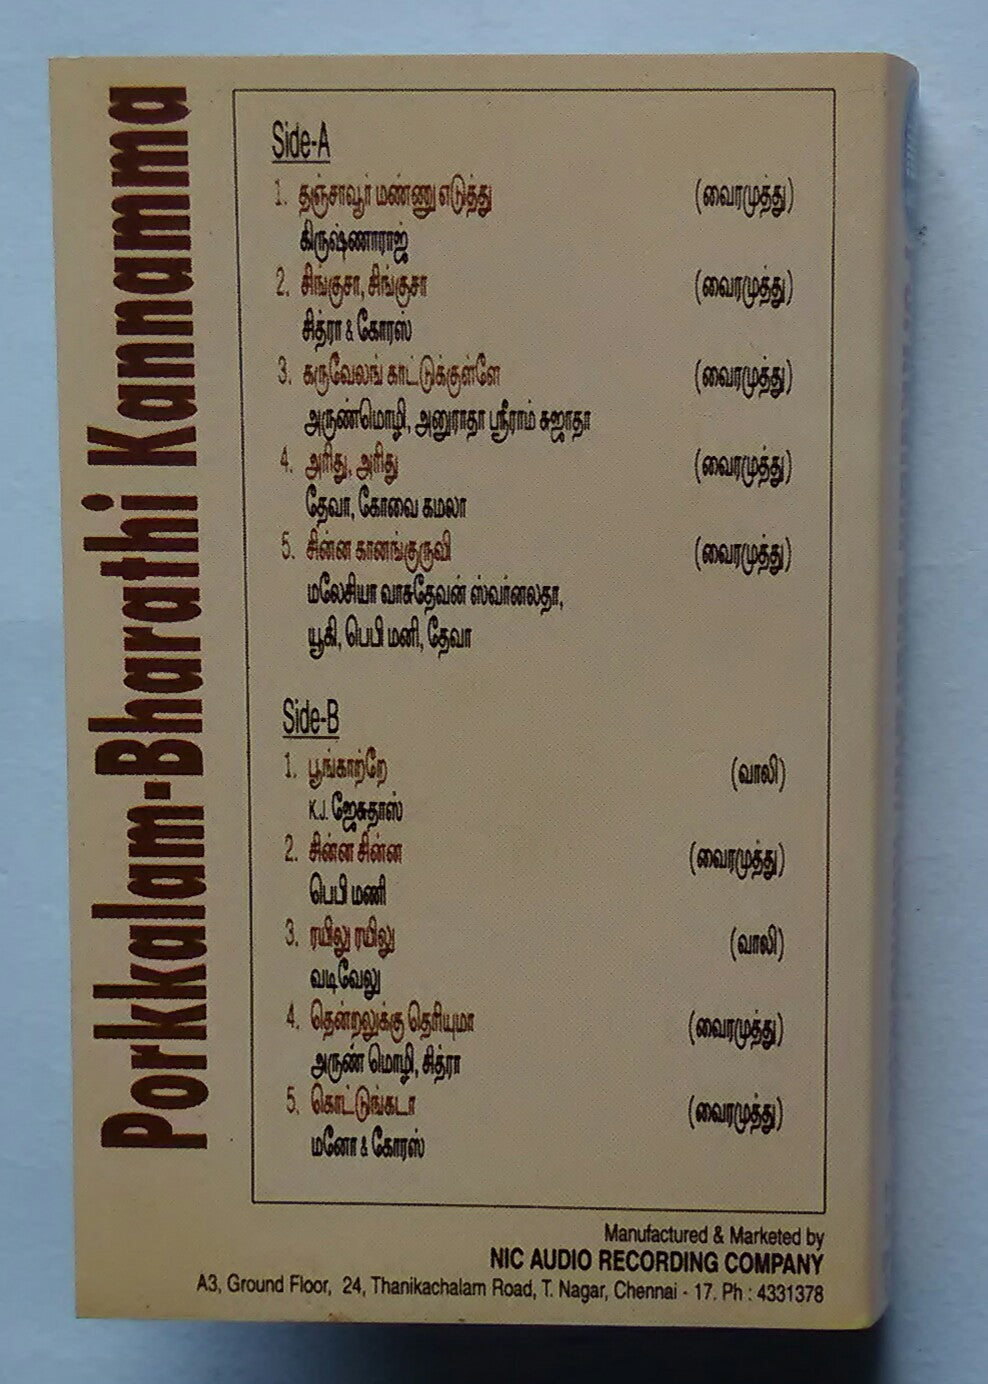 Porkkalam-Bharathi Kannamma
Side-A
1. தஞ்சாவூர் மண்ணு எடுத்து (வைரமுத்து)
கிருஷ்ணாராஜ்
2. சிங்குசா, சிங்குசா (வைரமுத்து)
சித்ரா & கோரஸ்
3. கருவேலங் காட்டுக்குள்ளே (வைரமுத்து)
அருண்மொழி, அனுராதா ஸ்ரீராம் சுஜாதா
4. அரிது, அரிது (வைரமுத்து)
தேவா, கோவை கமலா
5. சின்ன கானங்குருவி (வைரமுத்து)
மலேசியா வாசுதேவன் ஸ்வர்னலதா,
யூகி, பெபி மனி, தேவா
Side-B
1. பூங்காற்றே (வாலி)
K.J. ஜேசுதாஸ்
2. சின்ன சின்ன (வைரமுத்து)
பெபி மணி
3. ரயிலு ரயிலு (வாலி)
வடிவேலு
4. தென்றலுக்கு தெரியுமா (வைரமுத்து)
அருண் மொழி, சித்ரா
5. கொட்டுங்கடா (வைரமுத்து)
மனோ & கோரஸ்
Manufactured & Marketed by
NIC AUDIO RECORDING COMPANY
A3, Ground Floor, 24, Thanikachalam Road, T. Nagar, Chennai - 17. Ph : 4331378